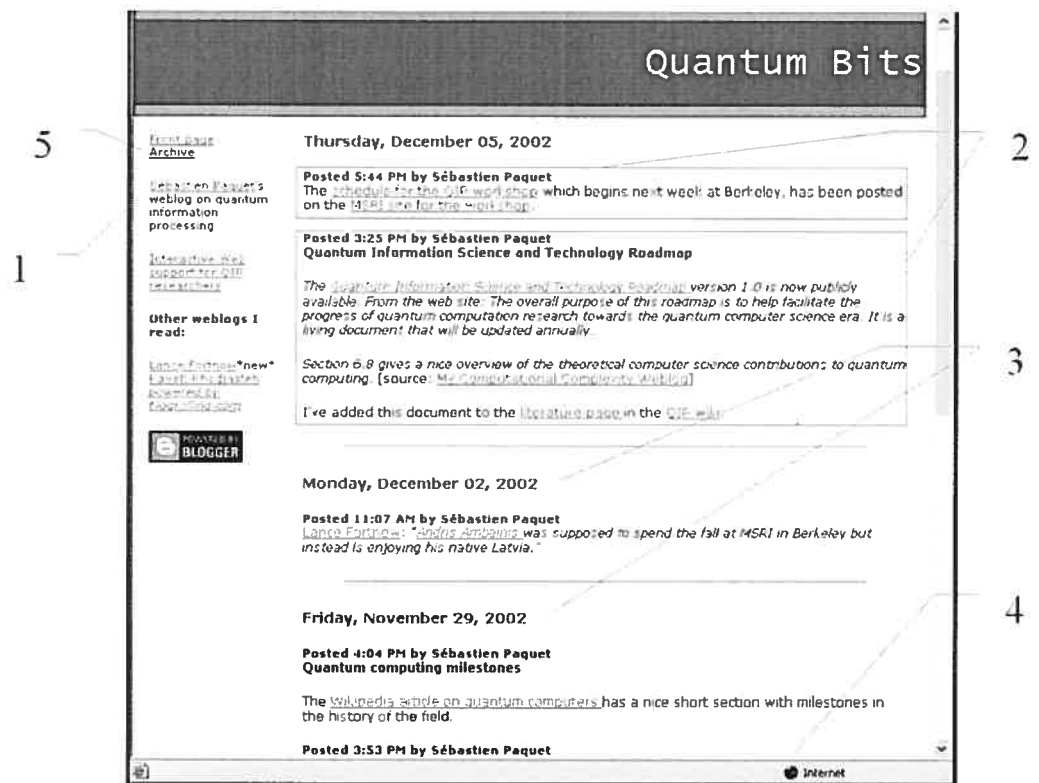 Quantum Bits
5
1
2
3
4
Front page
Archive
Sébastien Paquet's
weblog on quantum
information
processing
Interactive Web
support for QIP
researchers
Other weblogs I
read:
Lance Fortnow*new*
powered by
POWERED BY
BLOGGER
Thursday, December 05, 2002
Posted 5:44 PM by Sébastien Paquet
The schedule for the QIP workshop which begins next week at Berkeley, has been posted
on the MSRI site for the workshop.
Posted 3:25 PM by Sébastien Paquet
Quantum Information Science and Technology Roadmap
The Quantum Information Science and Technology Roadmap version 1.0 is now publicly
available. From the web site: The overall purpose of this roadmap is to help facilitate the
progress of quantum computation research towards the quantum computer science era. It is a
living document that will be updated annually.
Section 6.8 gives a nice overview of the theoretical computer science contributions to quantum
computing. [source: My Computational Complexity Weblog]
I've added this document to the literature page in the QIP wiki.
Monday, December 02, 2002
Posted 11:07 AM by Sébastien Paquet
Lance Fortnow: "Andris Ambainis was supposed to spend the fall at MSRI in Berkeley but
instead is enjoying his native Latvia."
Friday, November 29, 2002
Posted 4:04 PM by Sébastien Paquet
Quantum computing milestones
The Wikipedia article on quantum computers has a nice short section with milestones in
the history of the field.
Posted 3:53 PM by Sébastien Paquet
Internet